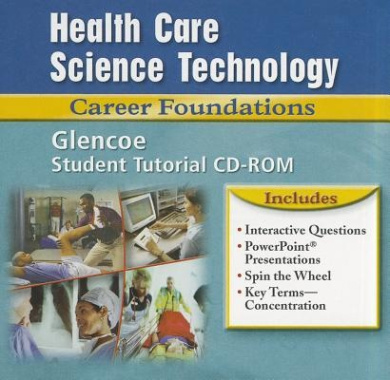 Health Care
Science Technology
Career Foundations
Glencoe
Student Tutorial CD-ROM
Includes
• Interactive Questions
• PowerPoint®
Presentations
• Spin the Wheel
• Key Terms—
Concentration